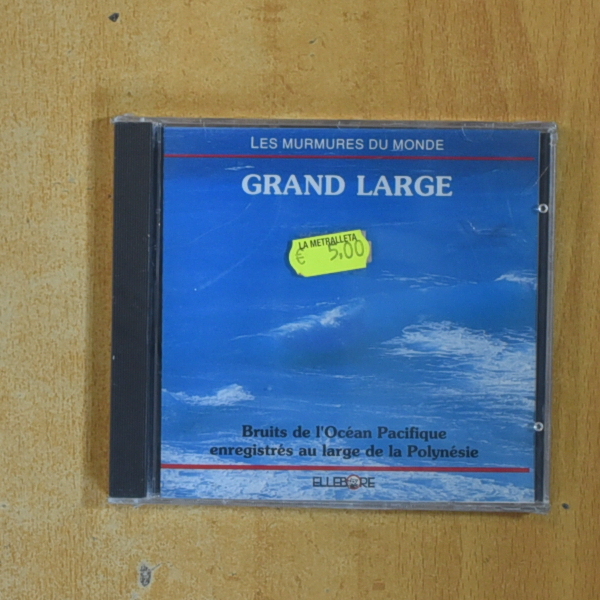 LES MURMURES DU MONDE
GRAND LARGE
LA METRALLETA
€ 5,00
Bruits de l'Océan Pacifique
enregistrés au large de la Polynésie
ELLEBORE